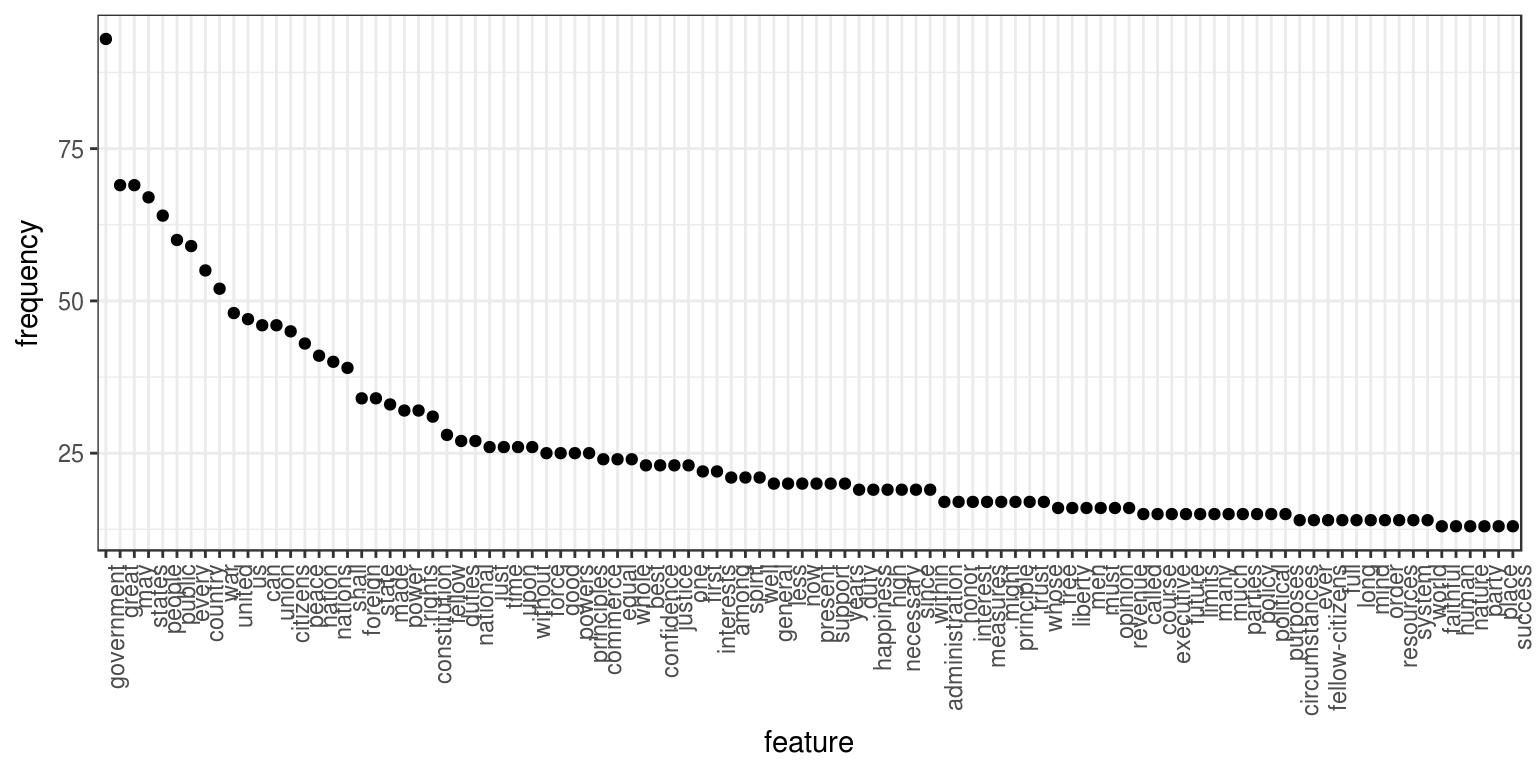 75
50
25
frequency
government
great
may
states
people
public
every
country
war
united
us
can
union
citizens
peace
nation
nations
shall
foreign
state
made
power
rights
constitution
fellow
duties
national
just
time
upon
without
force
good
powers
principles
commerce
equal
whole
best
confidence
justice
one
first
interests
among
spirit
well
general
less
now
present
support
years
duty
happiness
high
necessary
since
within
administration
honor
interest
measures
might
principle
trust
whose
free
liberty
men
must
opinion
revenue
called
course
executive
future
limits
many
much
parties
policy
political
purposes
circumstances
ever
fellow-citizens
full
long
mind
order
resources
system
world
faithful
human
nature
party
place
success
feature